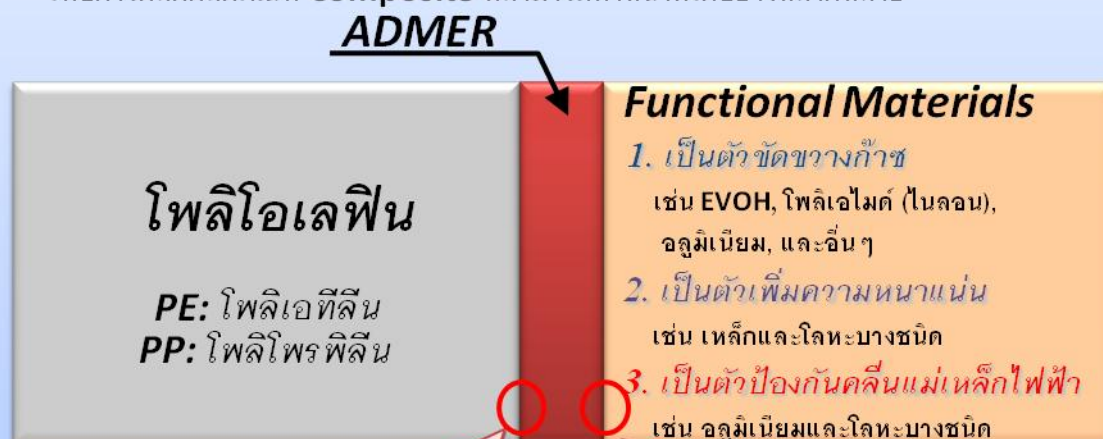 composite
ADMER
โพลิโอเลฟิน
PE: โพลิเอทีลีน
PP: โพลิโพรพิลีน
Functional Materials
1. เป็นตัวขัดขวางก๊าซ
เช่น EVOH, โพลิเอไมด์ (ไนลอน),
อลูมิเนียม, และอื่นๆ
2. เป็นตัวเพิ่มความหนาแน่น
เช่น เหล็กและโลหะบางชนิด
3. เป็นตัวป้องกันคลื่นแม่เหล็กไฟฟ้า
เช่น อลูมิเนียมและโลหะบางชนิด